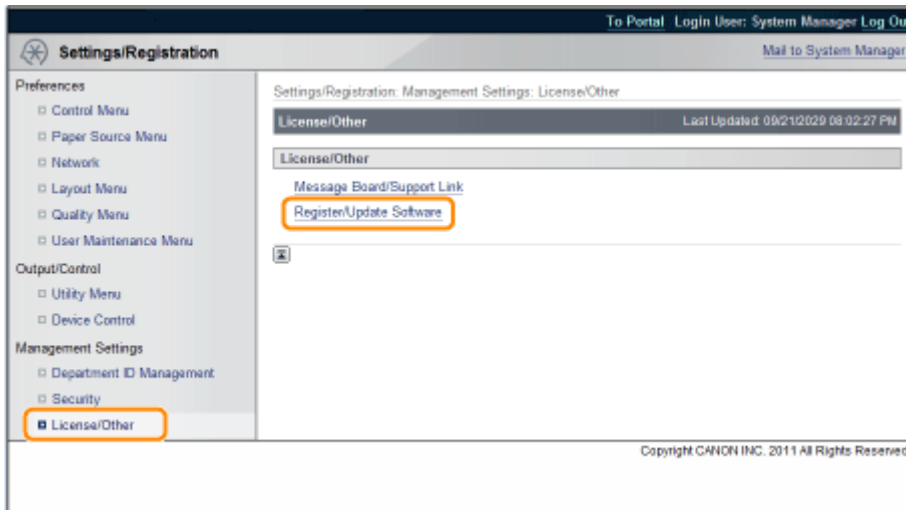 To Portal Login User: System Manager Log Ou
Settings/Registration
Mail to System Manager
Preferences
Control Menu
Paper Source Menu
Network
Layout Menu
Quality Menu
User Maintenance Menu
Output/Control
Utility Menu
Device Control
Management Settings
Department ID Management
Security
License/Other
Settings/Registration: Management Settings: License/Other
License/Other
Last Updated: 09/21/2029 08:02:27 PM
License/Other
Message Board/Support Link
Register/Update Software
Copyright CANON INC. 2011 All Rights Reserved